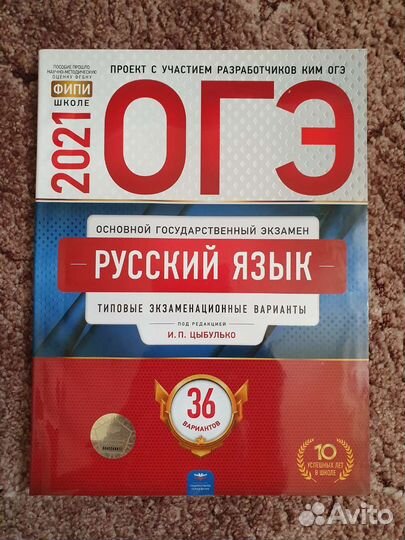 ПОСОБИЕ ПРОШЛО
НАУЧНО-МЕТОДИЧЕСКУЮ
ОЦЕНКУ ФГБНУ
ФИПИ
ШКОЛЕ
ПРОЕКТ С УЧАСТИЕМ РАЗРАБОТЧИКОВ КИМ ОГЭ
2021
ОГЭ
ОСНОВНОЙ ГОСУДАРСТВЕННЫЙ ЭКЗАМЕН
РУССКИЙ ЯЗЫК
ТИПОВЫЕ ЭКЗАМЕНАЦИОННЫЕ ВАРИАНТЫ
ПОД РЕДАКЦИЕЙ
И. П. ЦЫБУЛЬКО
36
ВАРИАНТОВ
10
УСПЕШНЫХ ЛЕТ
В ШКОЛЕ
Avito